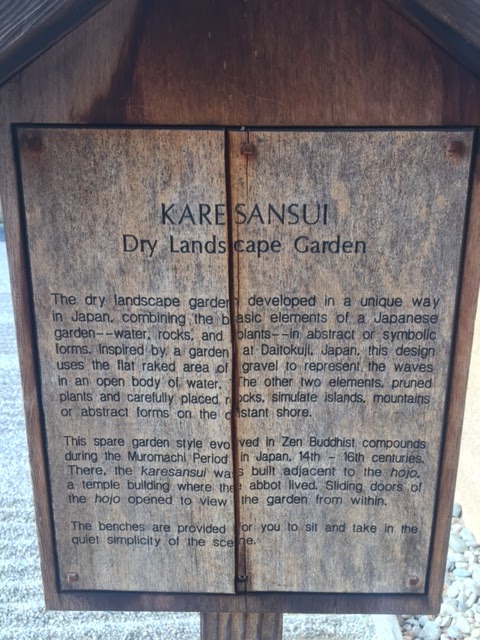 KARE SANSUI
Dry Landscape Garden
The dry landscape garden developed in a unique way
in Japan, combining the basic elements of a Japanese
garden--water, rocks, and plants--in abstract or symbolic
forms. Inspired by a garden at Daitokuji, Japan, this design
uses the flat raked area of gravel to represent the waves
in an open body of water. The other two elements, pruned
plants and carefully placed rocks, simulate islands, mountains
or abstract forms on the distant shore.
This spare garden style evolved in Zen Buddhist compounds
during the Muromachi Period in Japan, 14th - 16th centuries.
There, the karesansui was built adjacent to the hojo,
a temple building where the abbot lived. Sliding doors of
the hojo opened to view the garden from within.
The benches are provided for you to sit and take in the
quiet simplicity of the scene.